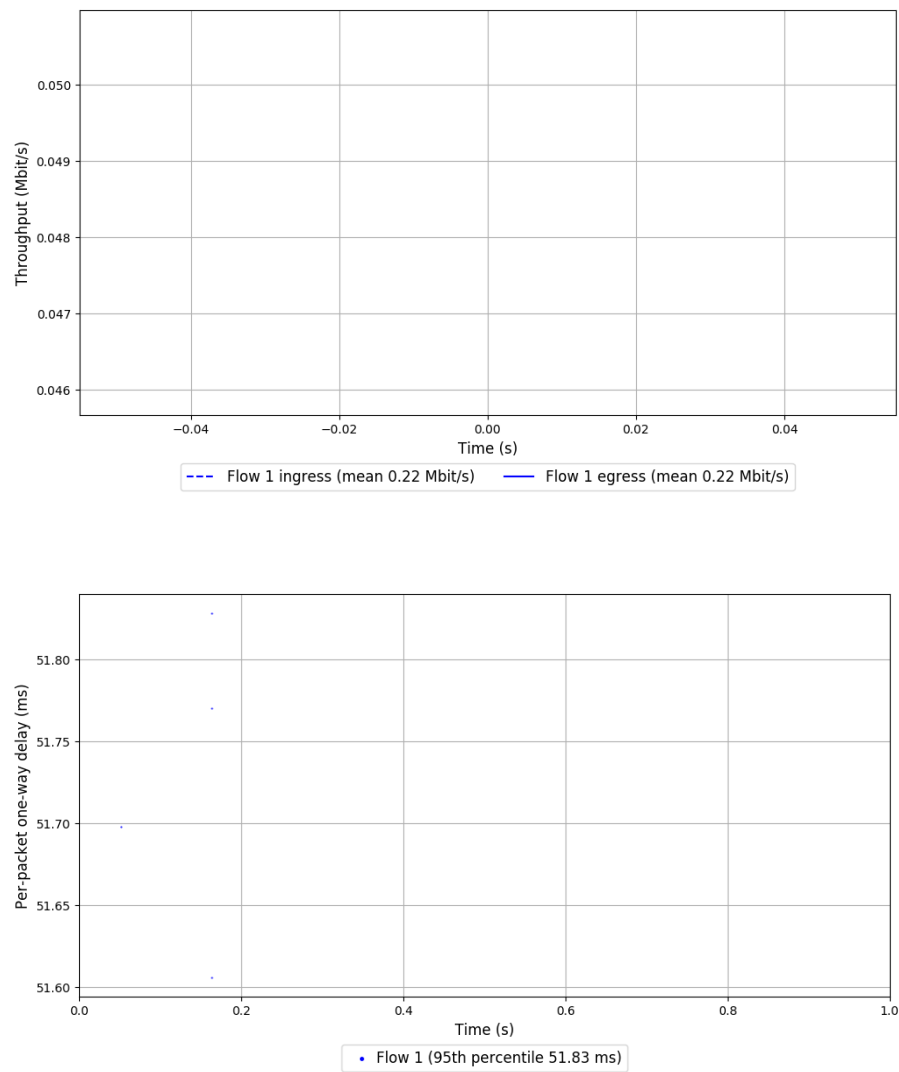 0.050
0.049
0.048
0.047
0.046
Throughput (Mbit/s)
−0.04 −0.02 0.00 0.02 0.04
Time (s)
Flow 1 ingress (mean 0.22 Mbit/s) Flow 1 egress (mean 0.22 Mbit/s)
51.80
51.75
51.70
51.65
51.60
Per-packet one-way delay (ms)
0.0 0.2 0.4 0.6 0.8 1.0
Time (s)
Flow 1 (95th percentile 51.83 ms)